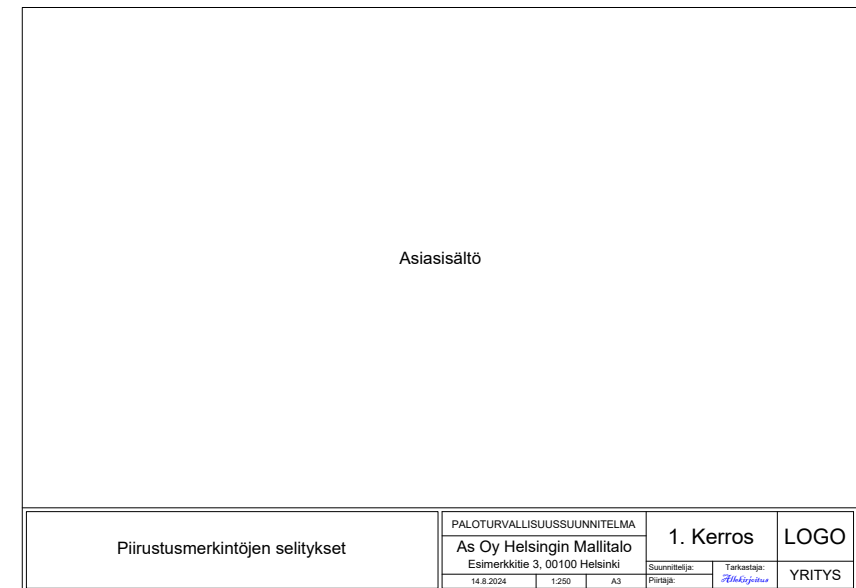 Asiasisältö
Piirustusmerkintöjen selitykset
PALOTURVALLISUUSSUUNNITELMA
As Oy Helsingin Mallitalo
Esimerkkitie 3, 00100 Helsinki
14.8.2024 1:250 A3
1. Kerros
Suunnittelija: Tarkastaja:
Piirtäjä: Allekirjoitus
LOGO
YRITYS